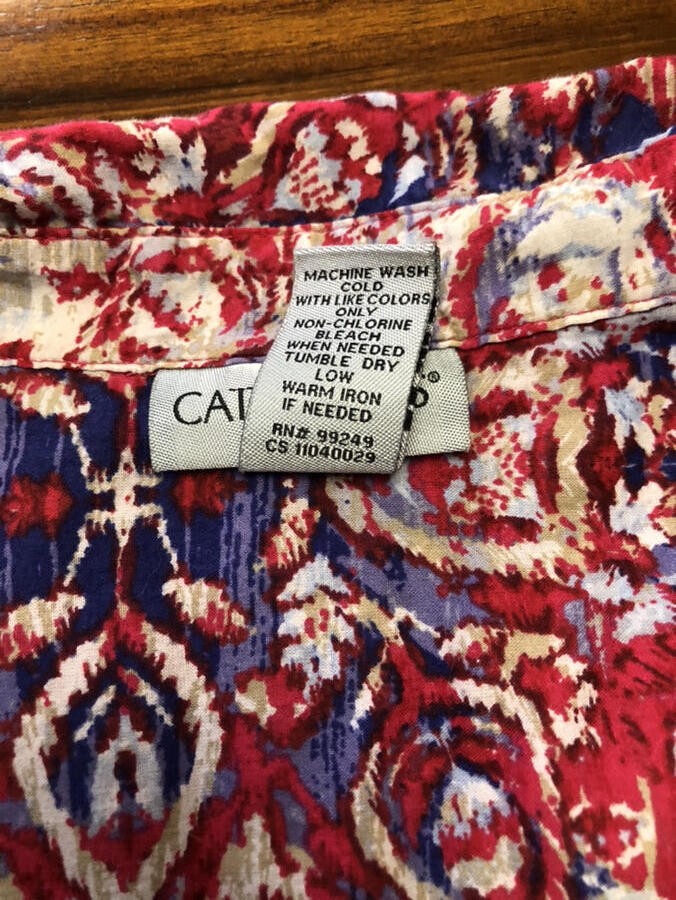 MACHINE WASH
COLD
WITH LIKE COLORS
ONLY
NON-CHLORINE
BLEACH
WHEN NEEDED
TUMBLE DRY
LOW
WARM IRON
IF NEEDED
RN# 99249
CS 11040029
CAT
®